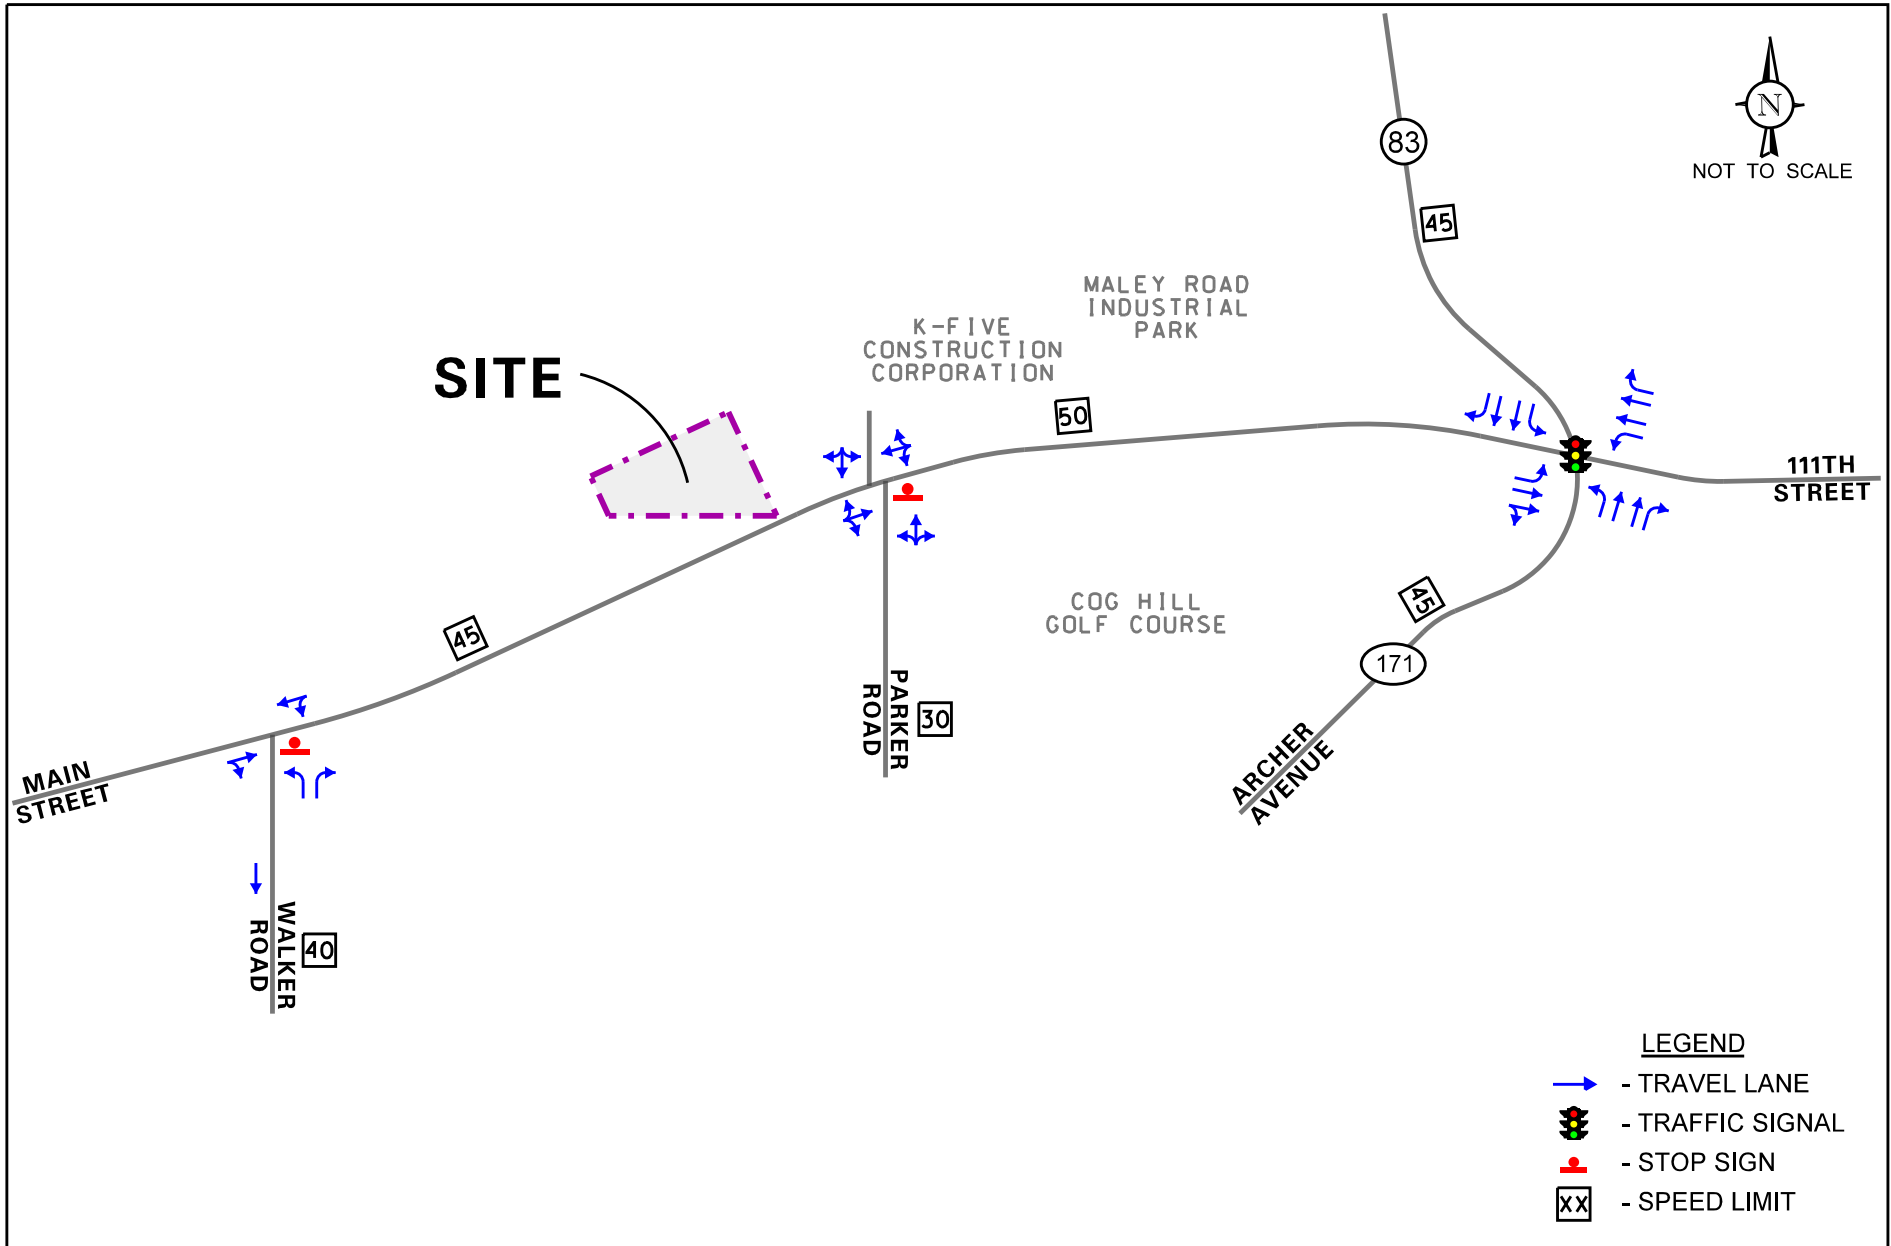 83
N
NOT TO SCALE
45
MALEY ROAD
INDUSTRIAL
PARK
K-FIVE
CONSTRUCTION
CORPORATION
SITE
50
111TH
STREET
COG HILL
GOLF COURSE
45
45
171
PARKER
ROAD
30
ARCHER
AVENUE
MAIN
STREET
WALKER
ROAD
40
LEGEND
- TRAVEL LANE
- TRAFFIC SIGNAL
- STOP SIGN
XX - SPEED LIMIT